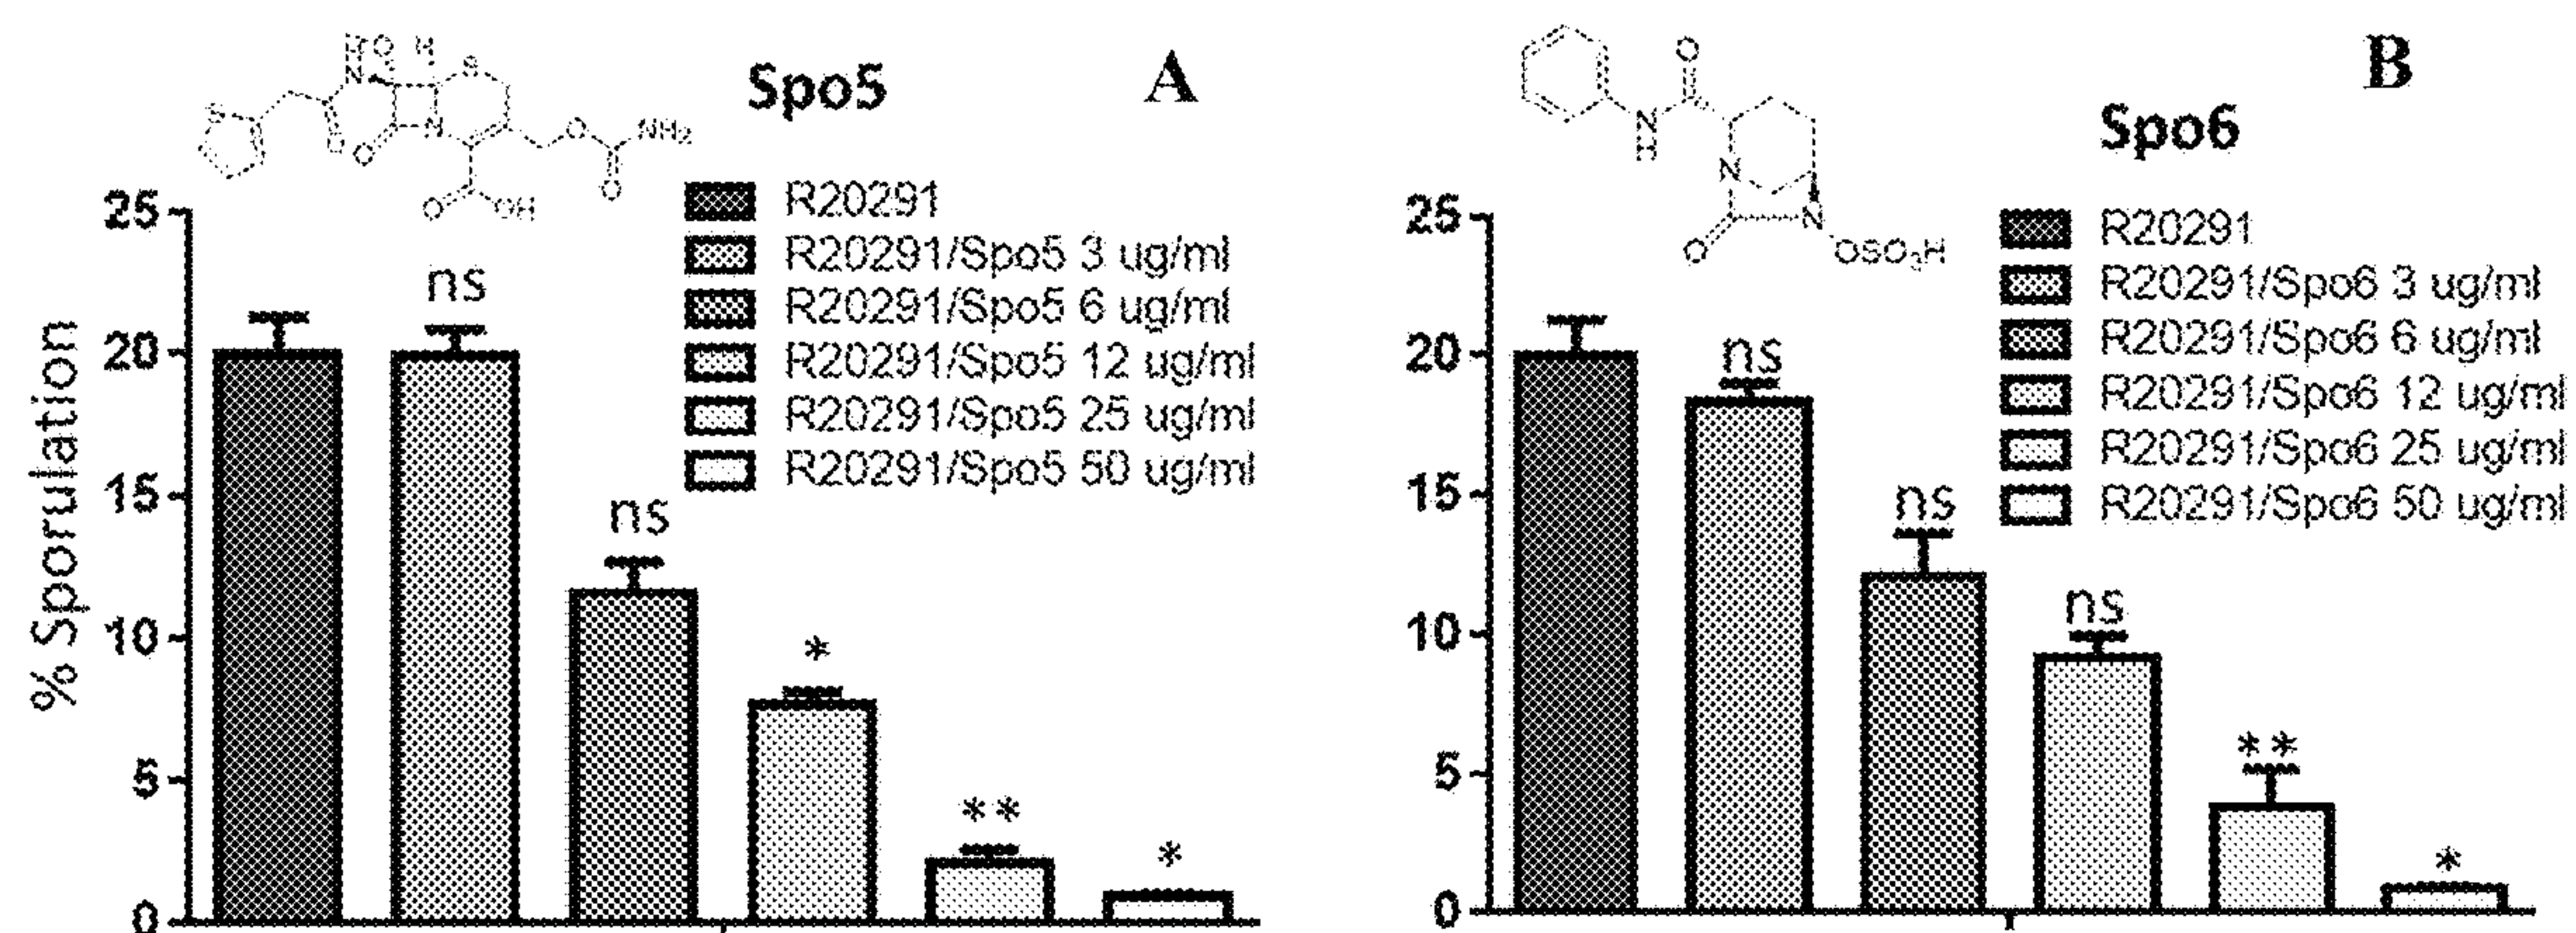 Spo5
A
R20291
R20291/Spo5 3 ug/ml
R20291/Spo5 6 ug/ml
R20291/Spo5 12 ug/ml
R20291/Spo5 25 ug/ml
R20291/Spo5 50 ug/ml
% Sporulation
25
20
15
10
5
0
ns
ns
*
**
*
S
O
O
N
H
O
H
S
N
O
OH
O
O
NH₂
O
B
Spo6
R20291
R20291/Spo6 3 ug/ml
R20291/Spo6 6 ug/ml
R20291/Spo6 12 ug/ml
R20291/Spo6 25 ug/ml
R20291/Spo6 50 ug/ml
25
20
15
10
5
0
ns
ns
ns
**
*
O
N
H
N
O
N
OSO₃H